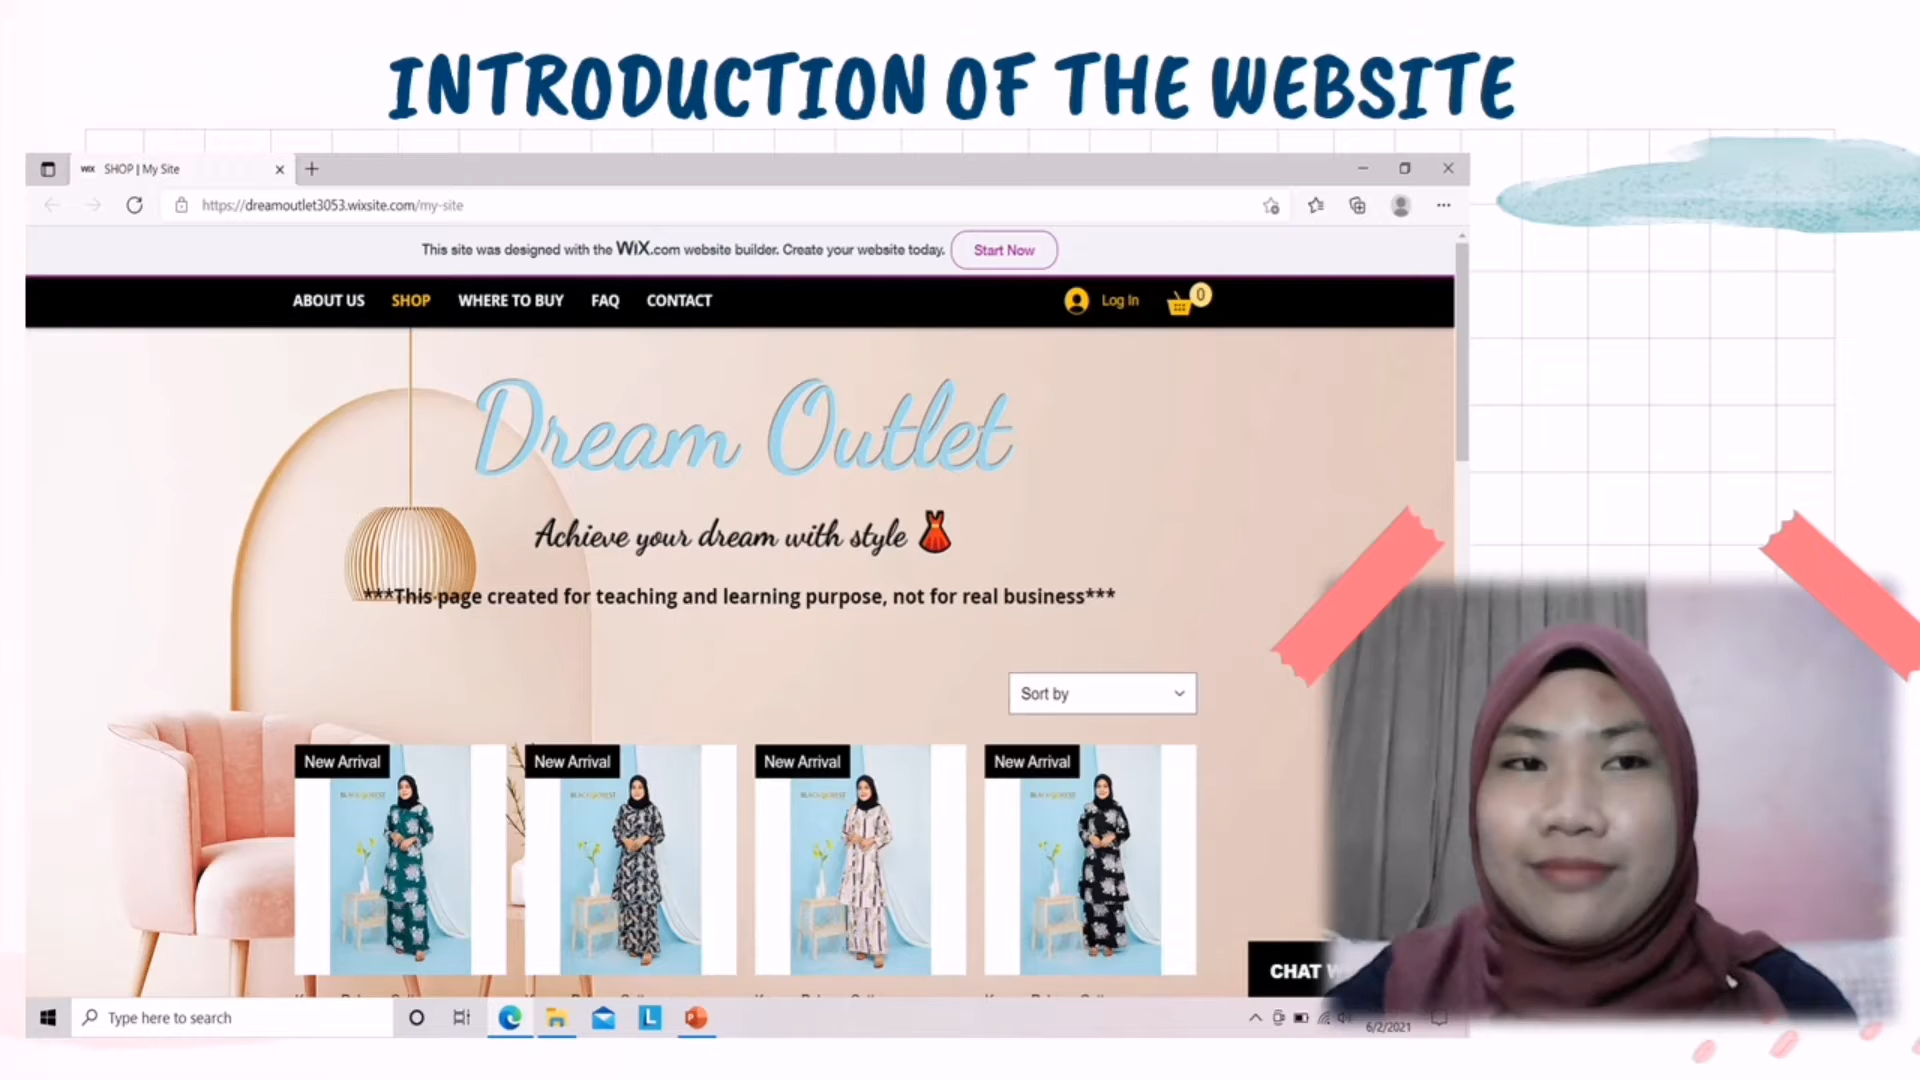 INTRODUCTION OF THE WEBSITE
WiX SHOP | My Site
https://dreamoutlet3053.wixsite.com/my-site
This site was designed with the WiX.com website builder. Create your website today. Start Now
ABOUT US SHOP WHERE TO BUY FAQ CONTACT Log In 0
Dream Outlet
Achieve your dream with style
***This page created for teaching and learning purpose, not for real business***
Sort by
New Arrival New Arrival New Arrival New Arrival
CHAT W
Type here to search L
6/2/2021